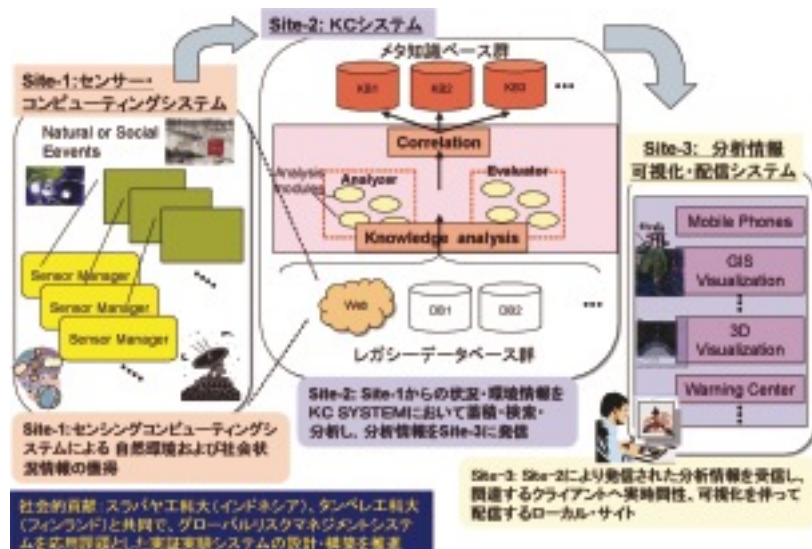 Site-2: KCシステム
メタ知識ベース群
KB1
KB2
KB3
...
Correlation
Analysis
modules
Analyzer
Evaluator
Knowledge analysis
Web
DB1
DB2
...
レガシーデータベース群
Site-2: Site-1からの状況・環境情報を
KC SYSTEMにおいて蓄積・検索・
分析し、分析情報をSite-3に発信
Site-1:センサー・
コンピューティングシステム
Natural or Social
Eevents
Sensor Manager
Sensor Manager
Sensor Manager
Site-1:センシングコンピューティングシ
ステムによる 自然環境および社会状
況情報の獲得
Site-3: 分析情報
可視化・配信システム
Mobile Phones
GIS
Visualization
3D
Visualization
Warning Center
Site-3: Site-2により発信された分析情報を受信し、
関連するクライアントへ実時間性、可視化を伴って
配信するローカル・サイト
社会的貢献：スラバヤ工科大(インドネシア)、タンペレ工科大
(フィンランド)と共同で、グローバルリスクマネジメントシステ
ムを応用課題とした実証実験システムの設計・構築を推進